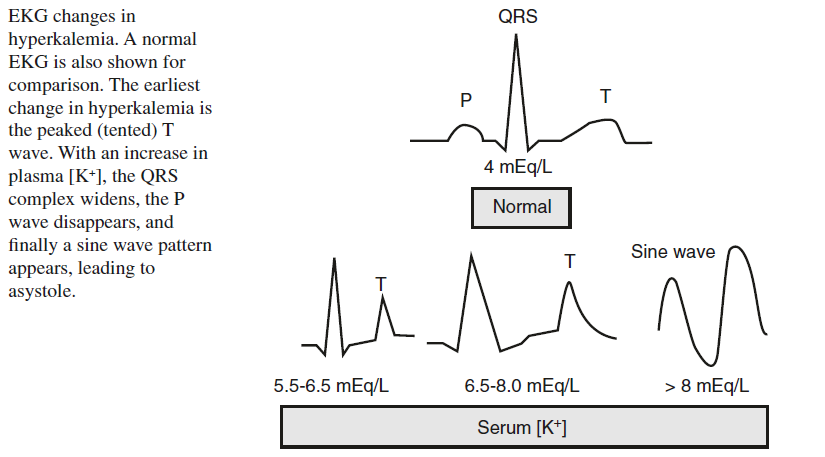 EKG changes in
hyperkalemia. A normal
EKG is also shown for
comparison. The earliest
change in hyperkalemia is
the peaked (tented) T
wave. With an increase in
plasma [K⁺], the QRS
complex widens, the P
wave disappears, and
finally a sine wave pattern
appears, leading to
asystole.
QRS
P
T
4 mEq/L
Normal
T
T
Sine wave
5.5-6.5 mEq/L
6.5-8.0 mEq/L
> 8 mEq/L
Serum [K⁺]